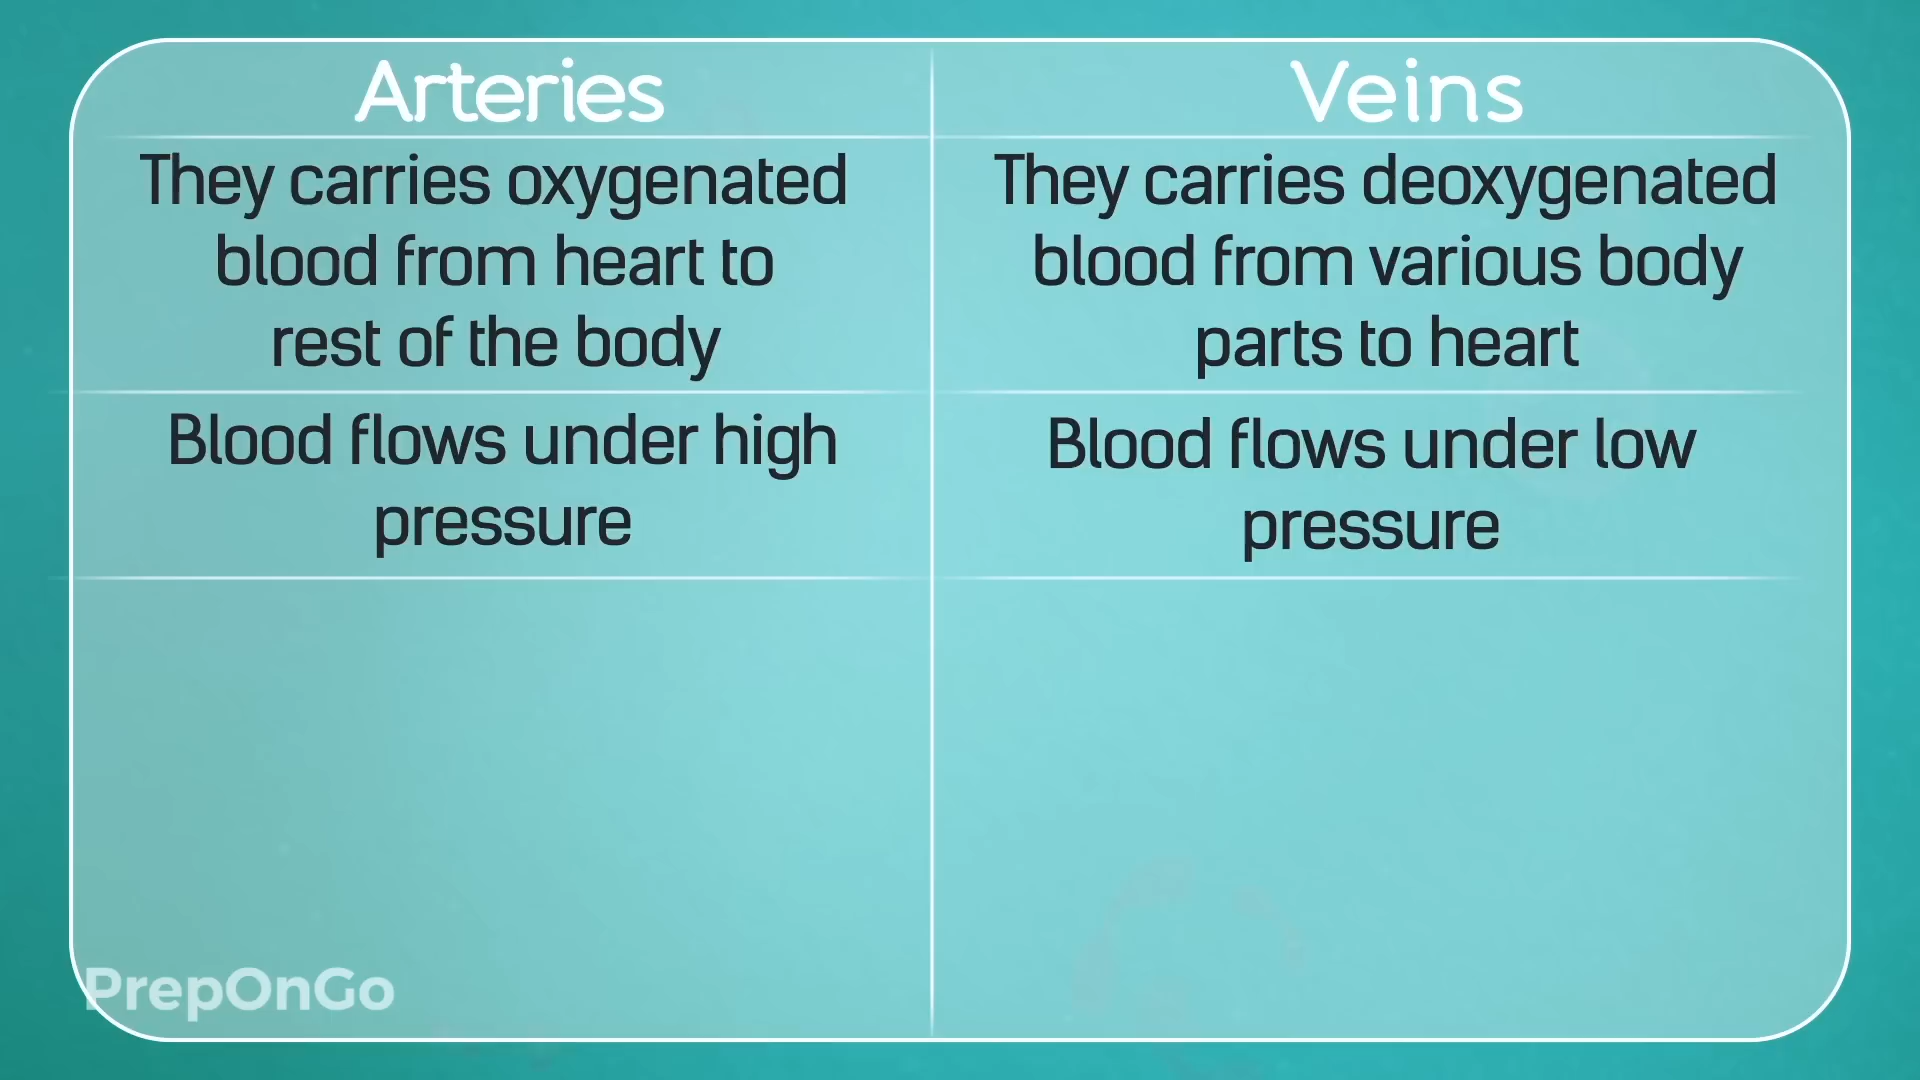 Arteries
Veins
They carries oxygenated
blood from heart to
rest of the body
They carries deoxygenated
blood from various body
parts to heart
Blood flows under high
pressure
Blood flows under low
pressure
PrepOnGo